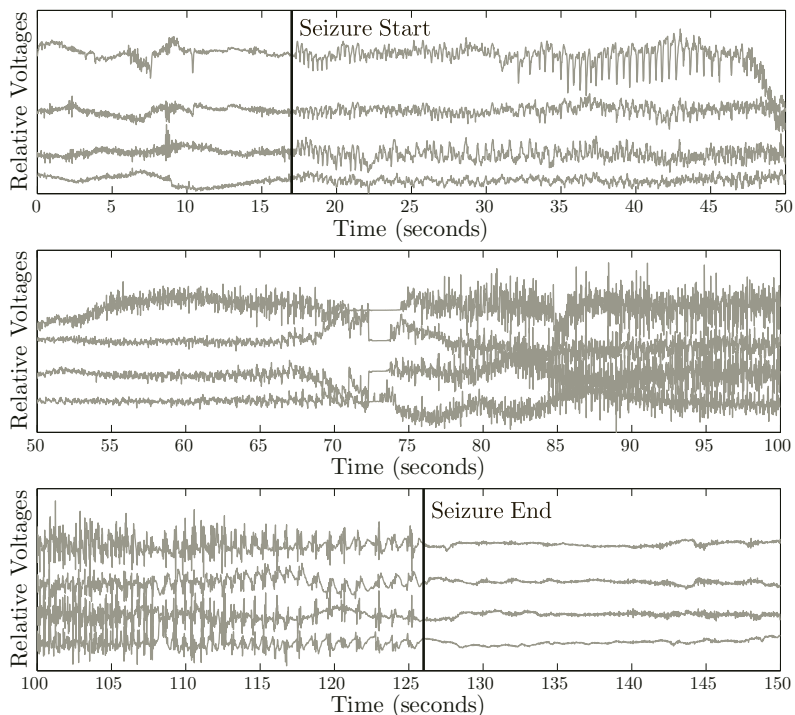 Relative Voltages
Seizure Start
0 5 10 15 20 25 30 35 40 45 50
Time (seconds)
Relative Voltages
50 55 60 65 70 75 80 85 90 95 100
Time (seconds)
Relative Voltages
Seizure End
100 105 110 115 120 125 130 135 140 145 150
Time (seconds)